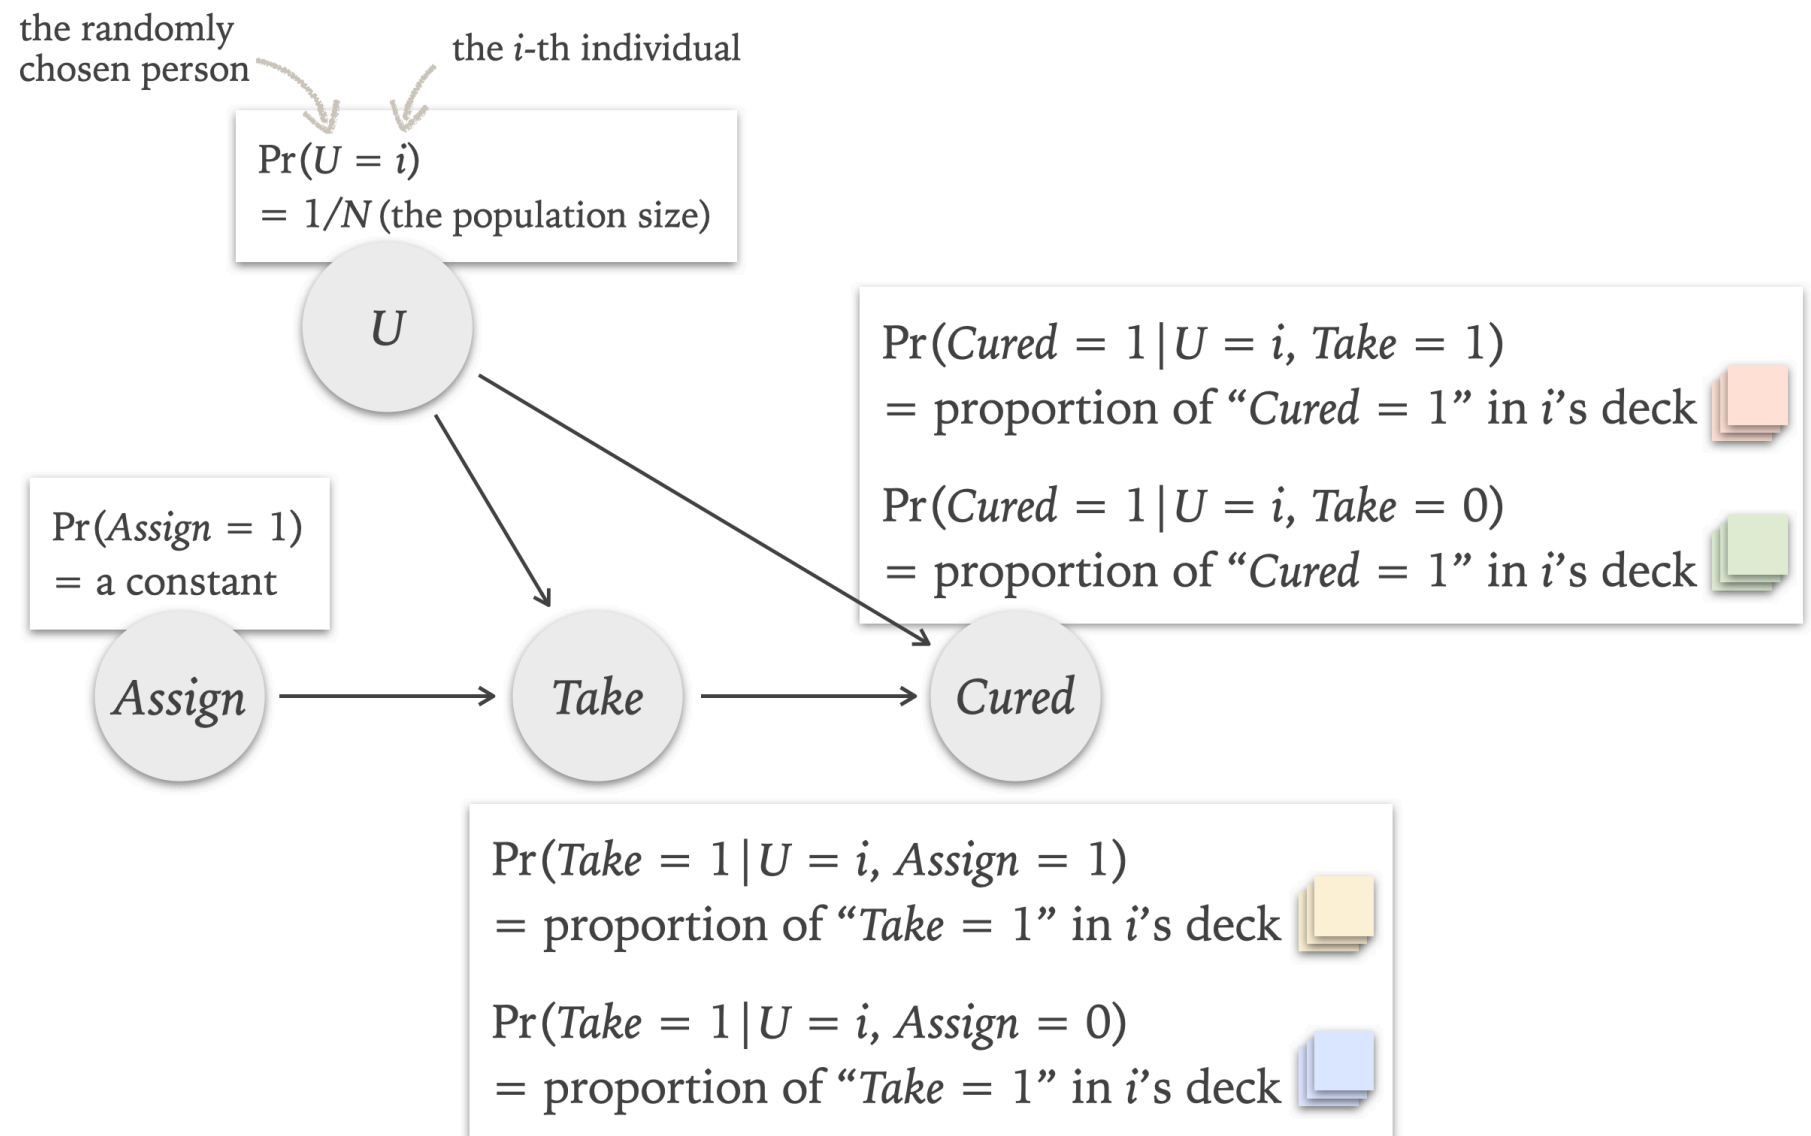 the randomly
chosen person
the i-th individual
Pr(U = i)
= 1/N (the population size)
U
Pr(Cured = 1|U = i, Take = 1)
= proportion of “Cured = 1” in i’s deck
Pr(Cured = 1|U = i, Take = 0)
= proportion of “Cured = 1” in i’s deck
Pr(Assign = 1)
= a constant
Assign
Take
Cured
Pr(Take = 1|U = i, Assign = 1)
= proportion of “Take = 1” in i’s deck
Pr(Take = 1|U = i, Assign = 0)
= proportion of “Take = 1” in i’s deck